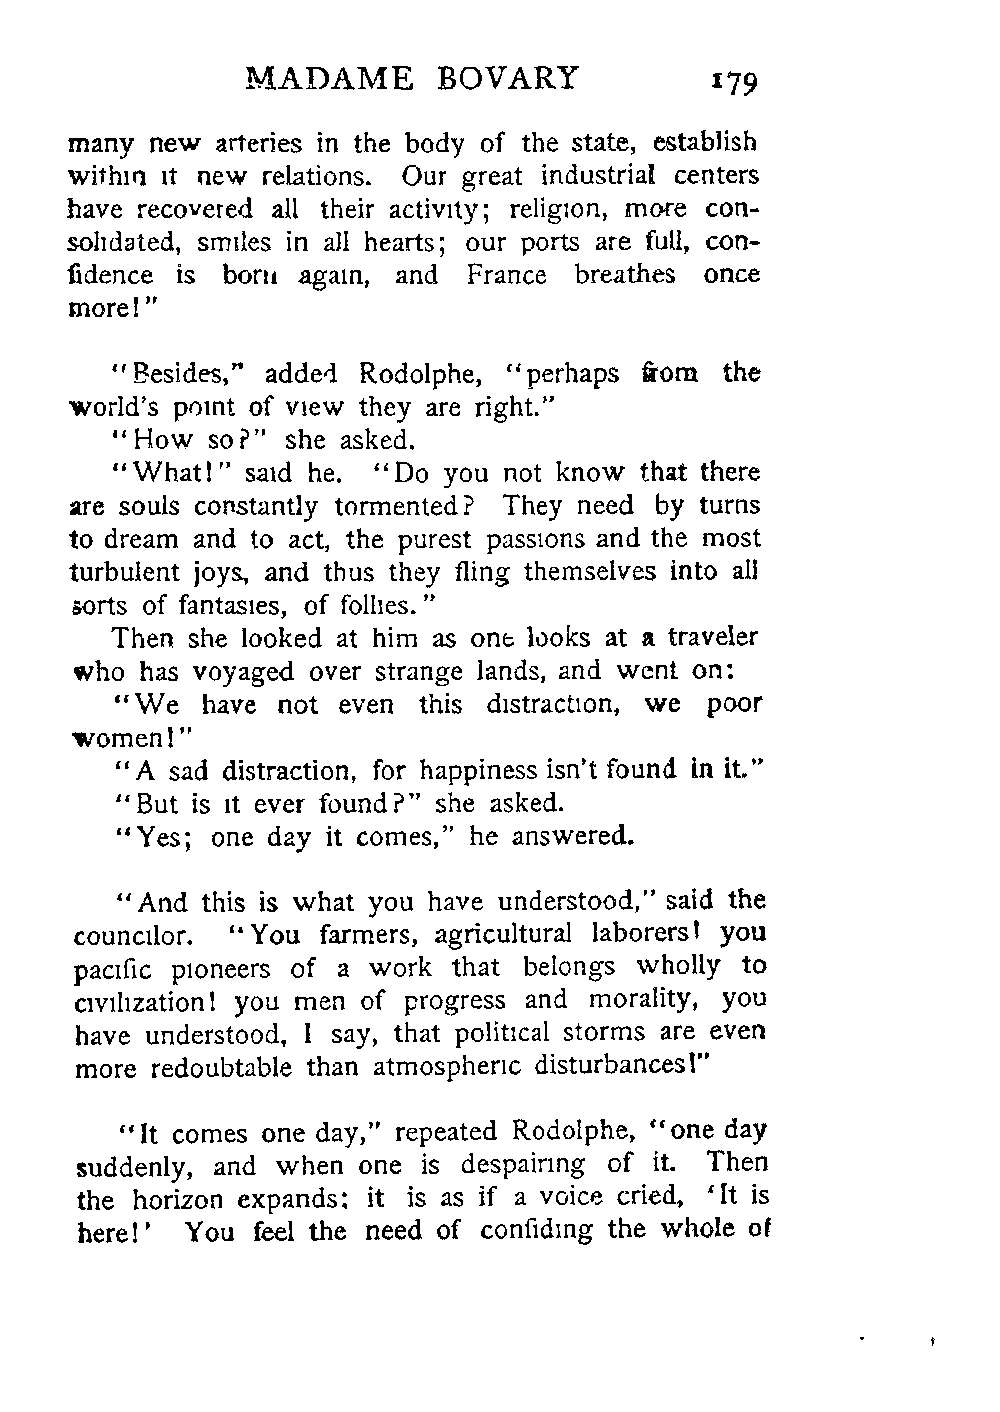 MADAME BOVARY 179
many new arteries in the body of the state, establish
within it new relations. Our great industrial centers
have recovered all their activity; religion, more con-
solidated, smiles in all hearts; our ports are full, con-
fidence is born again, and France breathes once
more!"
"Besides," added Rodolphe, "perhaps from the
world's point of view they are right."
"How so?" she asked.
"What!" said he. "Do you not know that there
are souls constantly tormented? They need by turns
to dream and to act, the purest passions and the most
turbulent joys, and thus they fling themselves into all
sorts of fantasies, of follies."
Then she looked at him as one looks at a traveler
who has voyaged over strange lands, and went on:
"We have not even this distraction, we poor
women!"
"A sad distraction, for happiness isn't found in it."
"But is it ever found?" she asked.
"Yes; one day it comes," he answered.
"And this is what you have understood," said the
councilor. "You farmers, agricultural laborers! you
pacific pioneers of a work that belongs wholly to
civilization! you men of progress and morality, you
have understood, I say, that political storms are even
more redoubtable than atmospheric disturbances!"
"It comes one day," repeated Rodolphe, "one day
suddenly, and when one is despairing of it. Then
the horizon expands; it is as if a voice cried, 'It is
here!' You feel the need of confiding the whole of